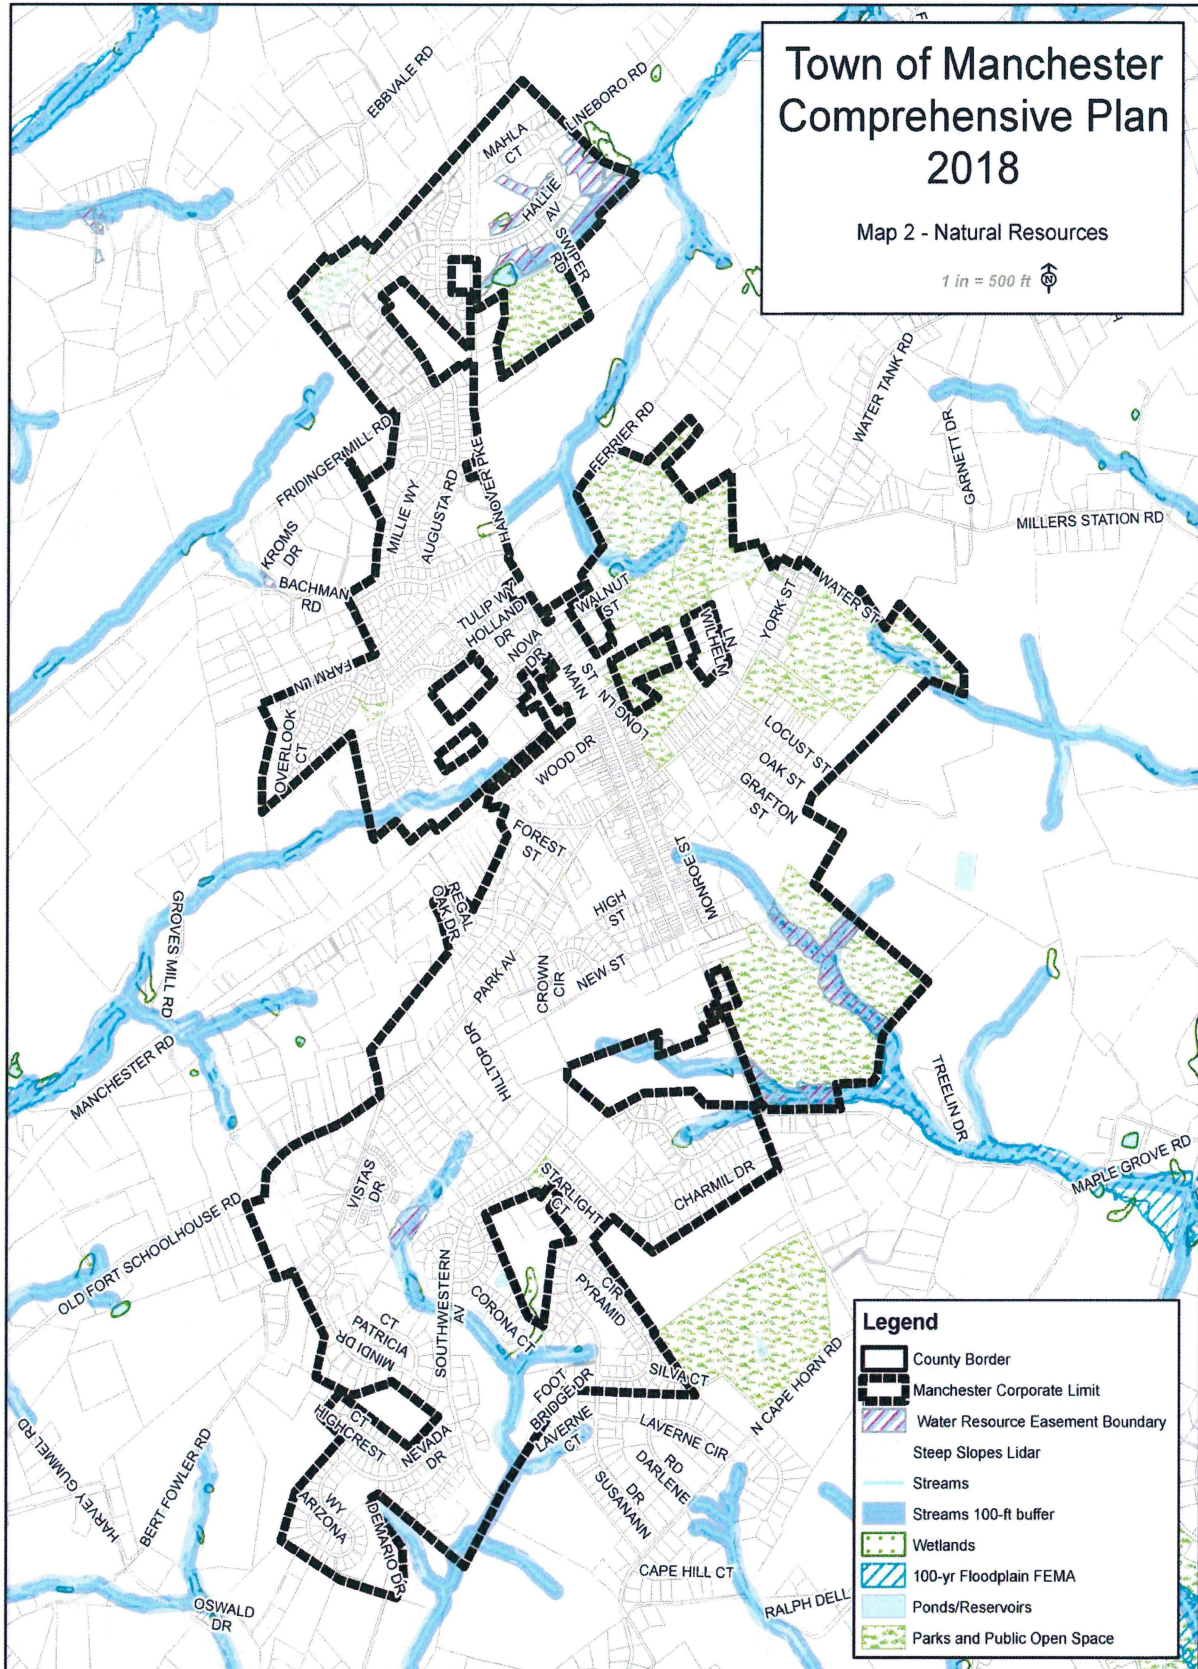 Town of Manchester
Comprehensive Plan
2018
Map 2 - Natural Resources
1 in = 500 ft
N
EBBVALE RD
LINEBORO RD
MAHLA
CT
HALLIE
AV
SWIPER
RD
WATER TANK RD
GARNETT DR
MILLERS STATION RD
FERRIER RD
HANOVER PKE
FRIDINGER MILL RD
MILLIE WY
AUGUSTA RD
KROMS
DR
BACHMAN
RD
TULIP WY
HOLLAND
DR
NOVA
DR
WALNUT
ST
MAIN
ST
LONG LN
WILHELM
LN
YORK ST
WATER ST
FARM LN
OVERLOOK
CT
WOOD DR
LOCUST ST
OAK ST
GRAFTON
ST
FOREST
ST
MONROE ST
REGAL
OAK DR
HIGH
ST
GROVES MILL RD
PARK AV
CROWN
CIR
NEW ST
MANCHESTER RD
HILLTOP DR
TREELIN DR
MAPLE GROVE RD
VISTAS
DR
STARLIGHT
CT
CHARMIL DR
OLD FORT SCHOOLHOUSE RD
SOUTHWESTERN
AV
CORONA CT
CIR
PYRAMID
CT
PATRICIA
MINDI DR
SILVA CT
N CAPE HORN RD
FOOT
BRIDGE DR
LAVERNE
CT
CT
HIGHCREST
NEVADA
DR
LAVERNE CIR
RD
DARLENE
DR
SUSANANN
HARVEY GUMMEL RD
BERT FOWLER RD
WY
ARIZONA
DEMARIO DR
OSWALD
DR
CAPE HILL CT
RALPH DELL
Legend
County Border
Manchester Corporate Limit
Water Resource Easement Boundary
Steep Slopes Lidar
Streams
Streams 100-ft buffer
Wetlands
100-yr Floodplain FEMA
Ponds/Reservoirs
Parks and Public Open Space